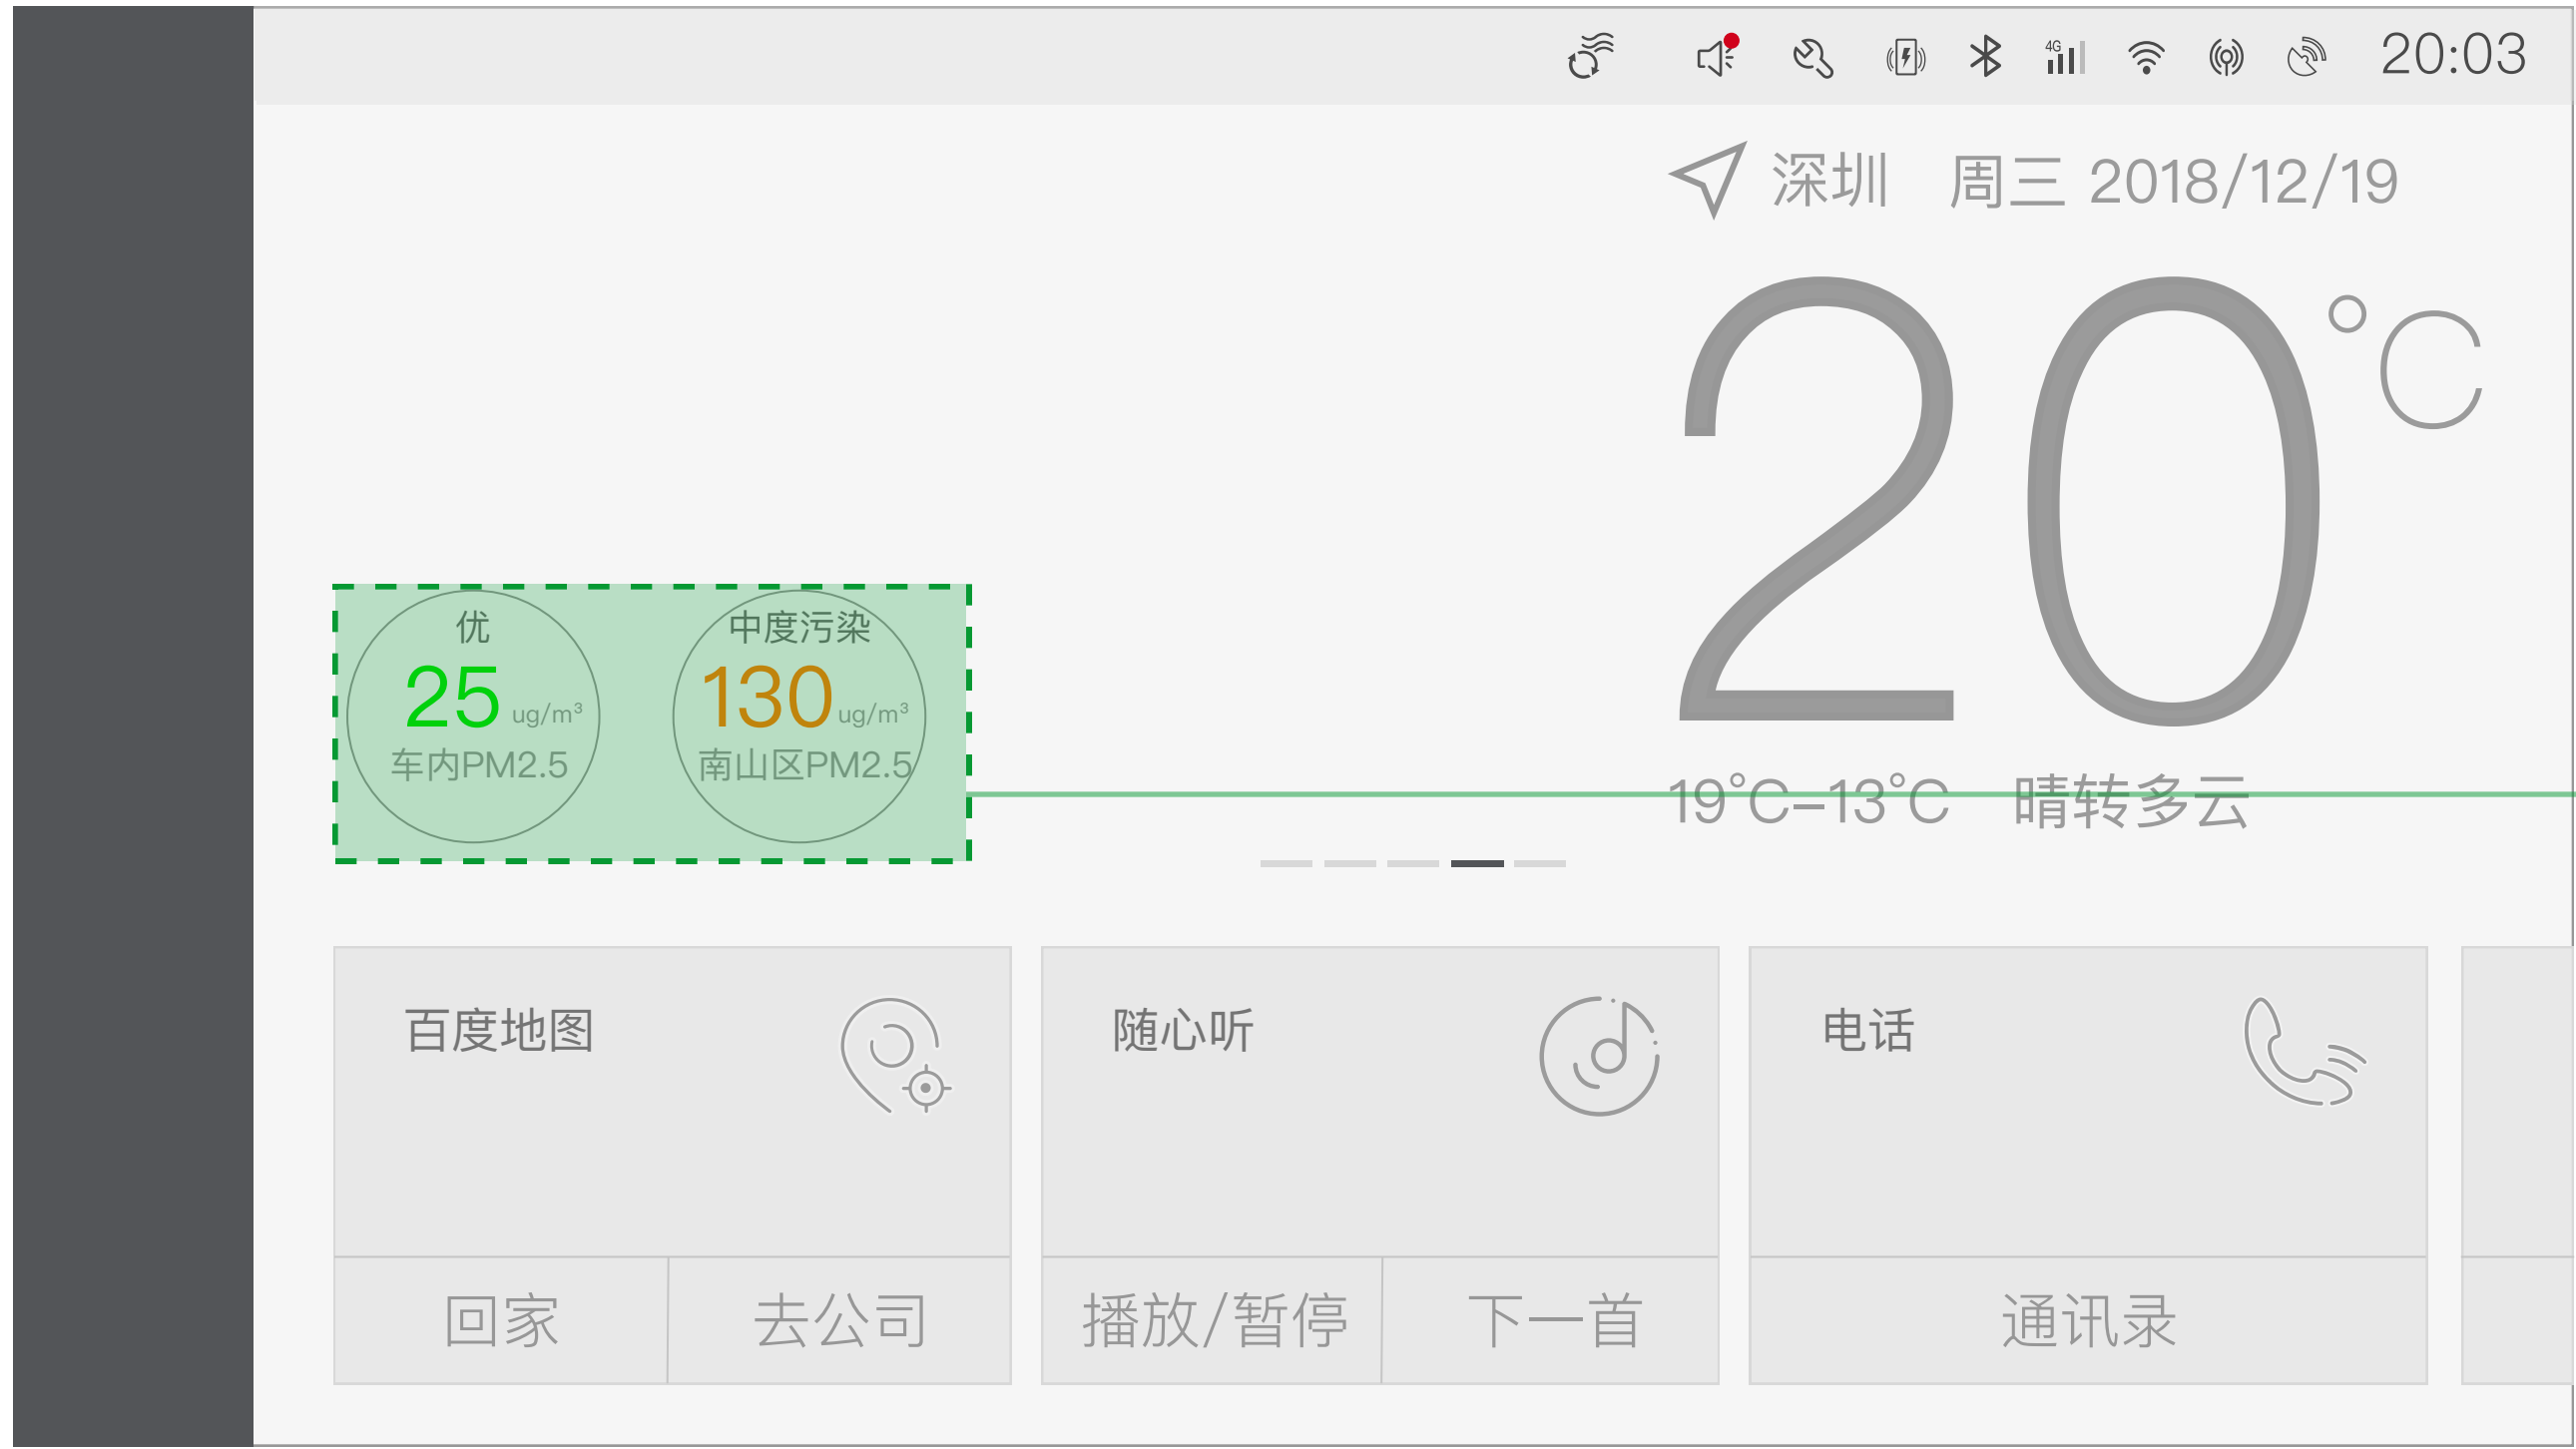 4G
20:03
深圳 周三 2018/12/19
20°C
19°C-13°C 晴转多云
优
25 ug/m³
车内PM2.5
中度污染
130 ug/m³
南山区PM2.5
百度地图
回家
去公司
随心听
播放/暂停
下一首
电话
通讯录